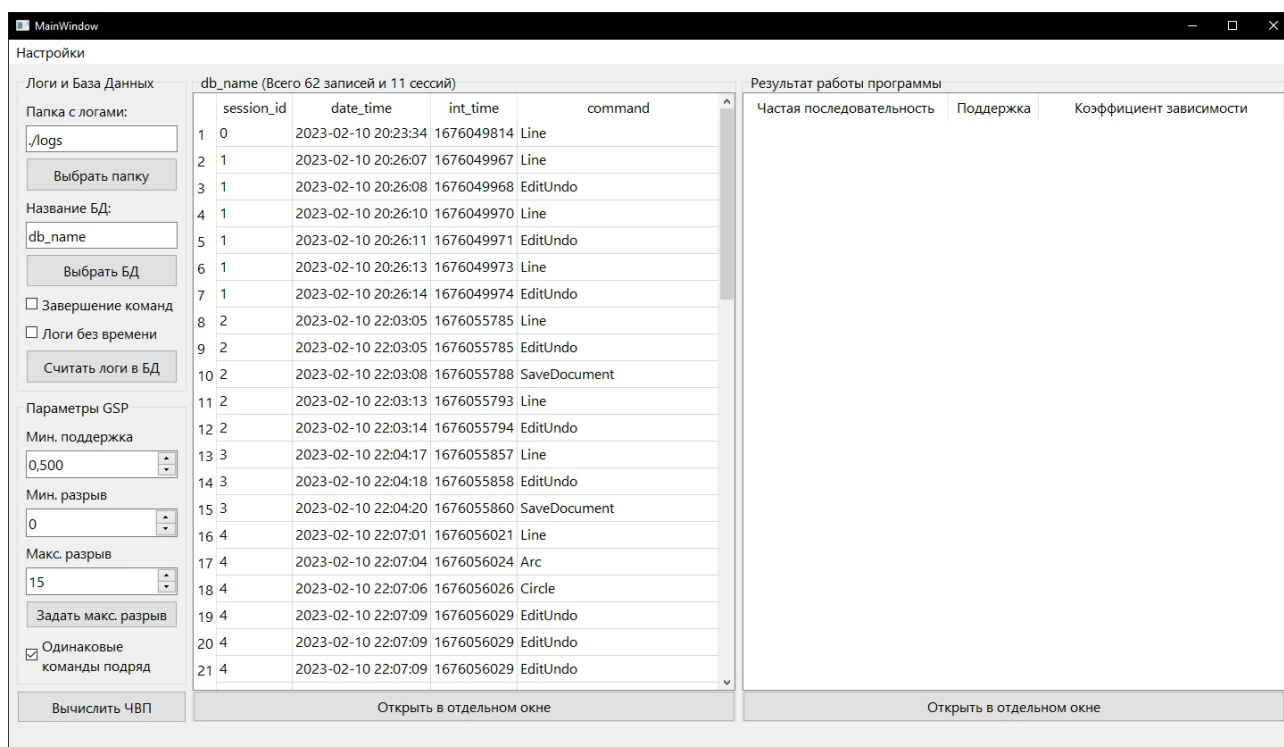 MainWindow
Настройки
Логи и База Данных
Папка с логами:
./logs
Выбрать папку
Название БД:
db_name
Выбрать БД
Завершение команд
Логи без времени
Считать логи в БД
Параметры GSP
Мин. поддержка
0,500
Мин. разрыв
0
Макс. разрыв
15
Задать макс. разрыв
Одинаковые
команды подряд
Вычислить ЧВП
db_name (Всего 62 записей и 11 сессий)
session_id date_time int_time command
1 0 2023-02-10 20:23:34 1676049814 Line
2 1 2023-02-10 20:26:07 1676049967 Line
3 1 2023-02-10 20:26:08 1676049968 EditUndo
4 1 2023-02-10 20:26:10 1676049970 Line
5 1 2023-02-10 20:26:11 1676049971 EditUndo
6 1 2023-02-10 20:26:13 1676049973 Line
7 1 2023-02-10 20:26:14 1676049974 EditUndo
8 2 2023-02-10 22:03:05 1676055785 Line
9 2 2023-02-10 22:03:05 1676055785 EditUndo
10 2 2023-02-10 22:03:08 1676055788 SaveDocument
11 2 2023-02-10 22:03:13 1676055793 Line
12 2 2023-02-10 22:03:14 1676055794 EditUndo
13 3 2023-02-10 22:04:17 1676055857 Line
14 3 2023-02-10 22:04:18 1676055858 EditUndo
15 3 2023-02-10 22:04:20 1676055860 SaveDocument
16 4 2023-02-10 22:07:01 1676056021 Line
17 4 2023-02-10 22:07:04 1676056024 Arc
18 4 2023-02-10 22:07:06 1676056026 Circle
19 4 2023-02-10 22:07:09 1676056029 EditUndo
20 4 2023-02-10 22:07:09 1676056029 EditUndo
21 4 2023-02-10 22:07:09 1676056029 EditUndo
Открыть в отдельном окне
Результат работы программы
Частая последовательность Поддержка Коэффициент зависимости
Открыть в отдельном окне